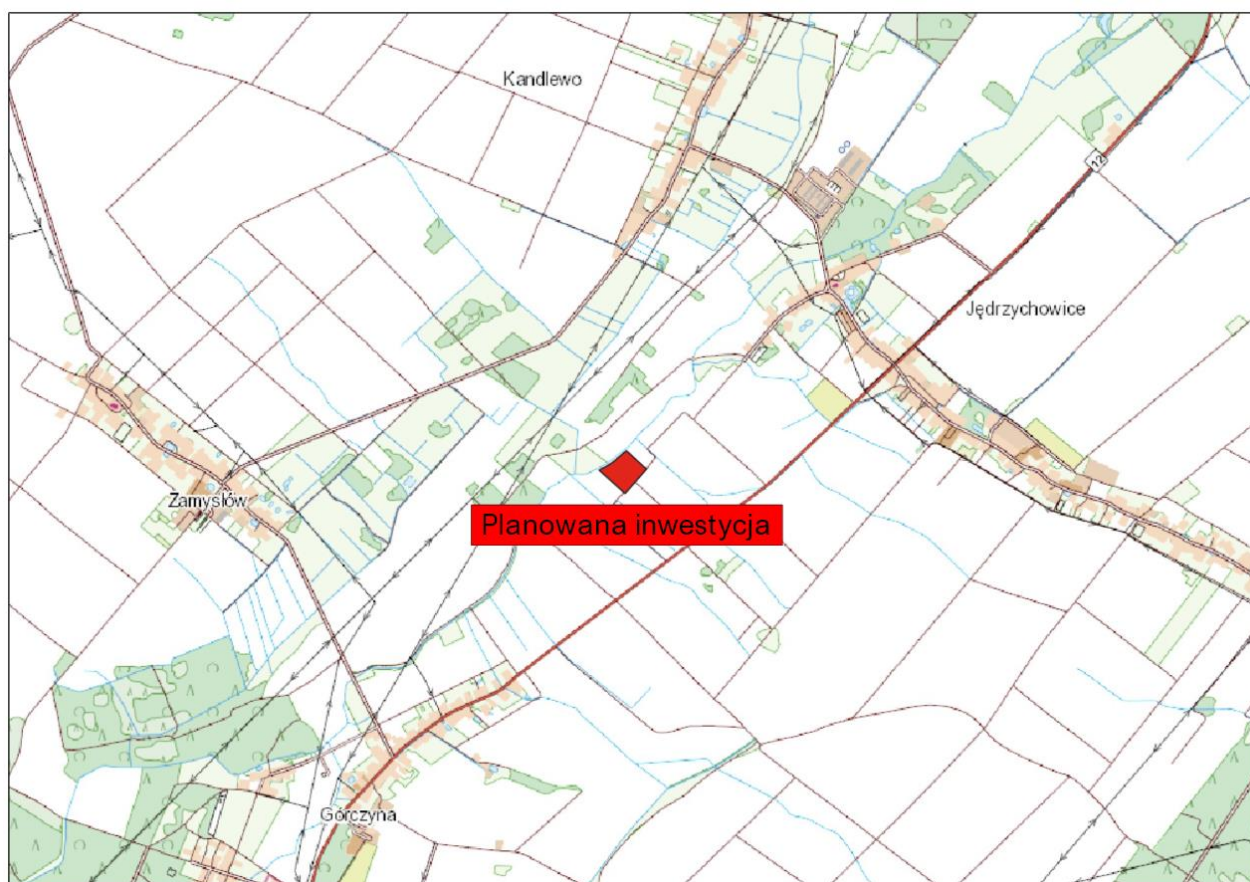 Kandlewo
12
Jędrzychowice
Zamysłów
Planowana inwestycja
Górczyna